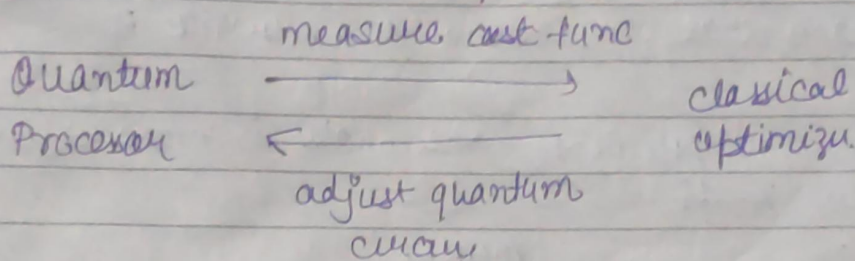 measure cost func
Quantum classical
Processor optimizer
adjust quantum